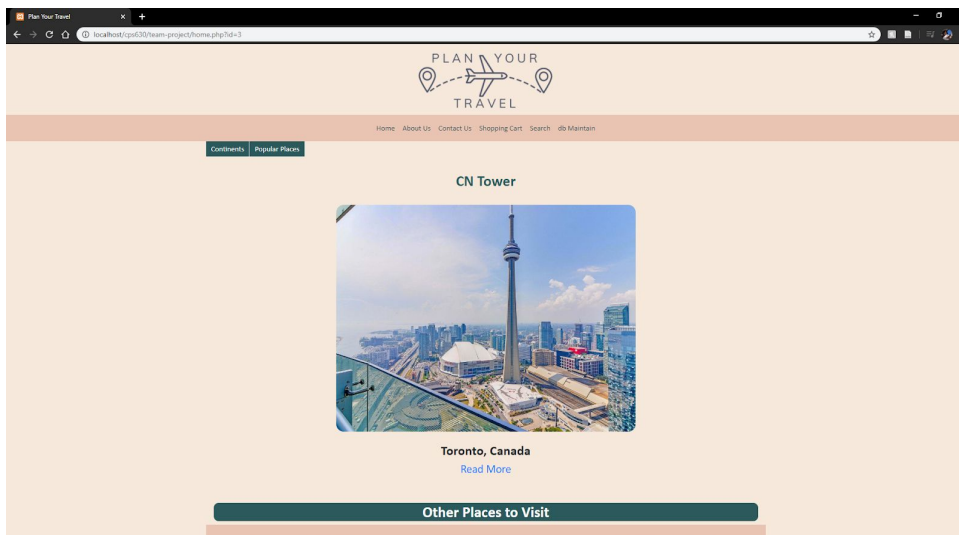 Plan Your Travel
localhost/cps630/team-project/home.php?id=3
PLAN YOUR
TRAVEL
Home About Us Contact Us Shopping Cart Search db Maintain
Continents Popular Places
CN Tower
Toronto, Canada
Read More
Other Places to Visit